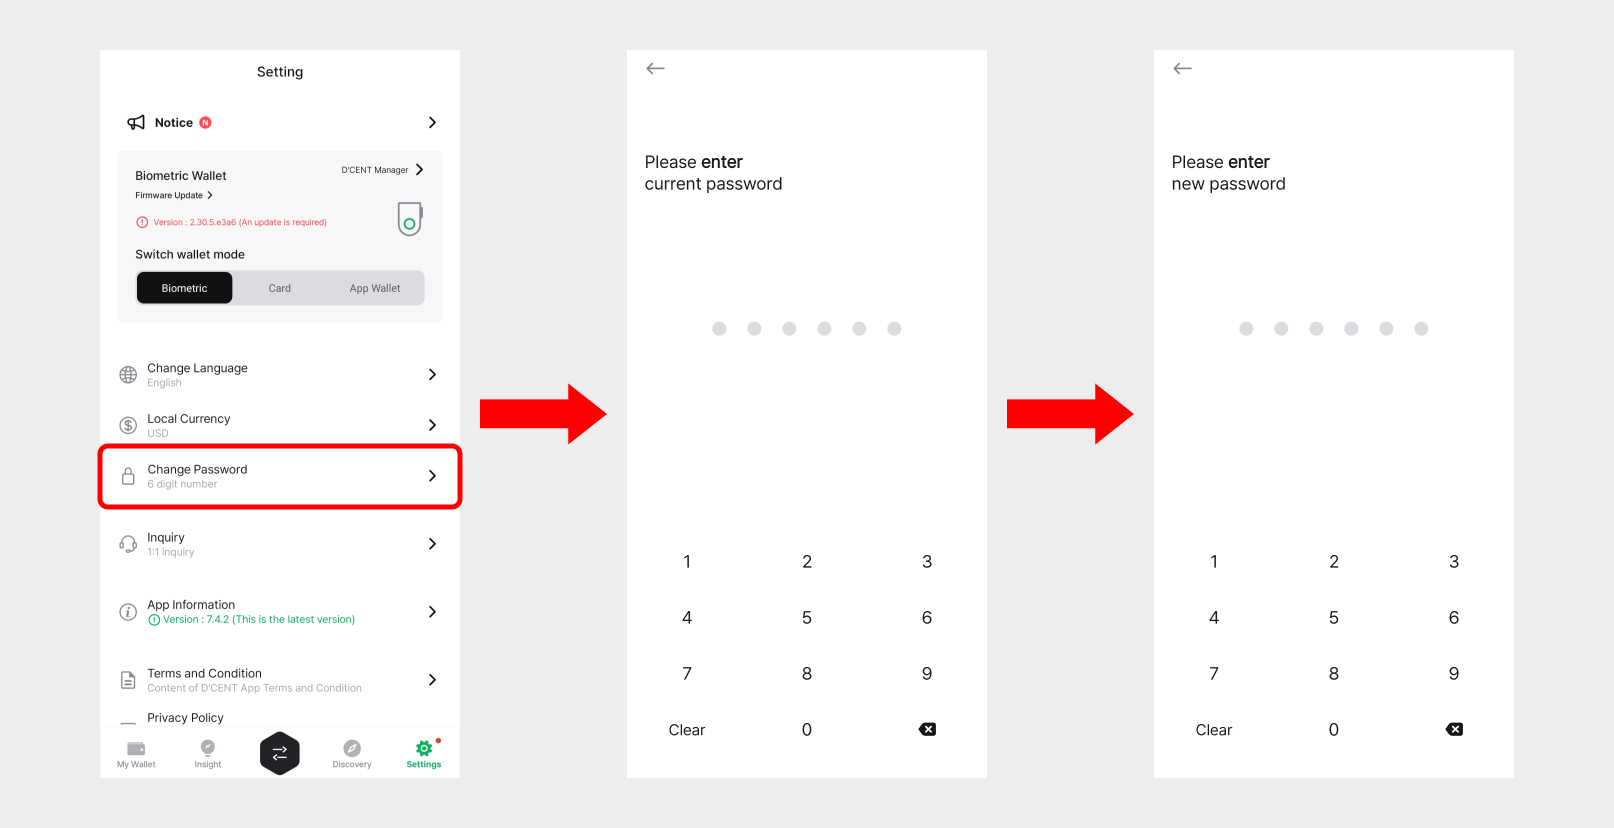 Setting
Notice N
Biometric Wallet
D'CENT Manager
Firmware Update
Version : 2.30.5.e3a6 (An update is required)
Switch wallet mode
Biometric Card App Wallet
Change Language
English
Local Currency
USD
Change Password
6 digit number
Inquiry
1:1 inquiry
App Information
Version : 7.4.2 (This is the latest version)
Terms and Condition
Content of D'CENT App Terms and Condition
Privacy Policy
My Wallet Insight Discovery Settings
Please enter
current password
1 2 3
4 5 6
7 8 9
Clear 0
Please enter
new password
1 2 3
4 5 6
7 8 9
Clear 0